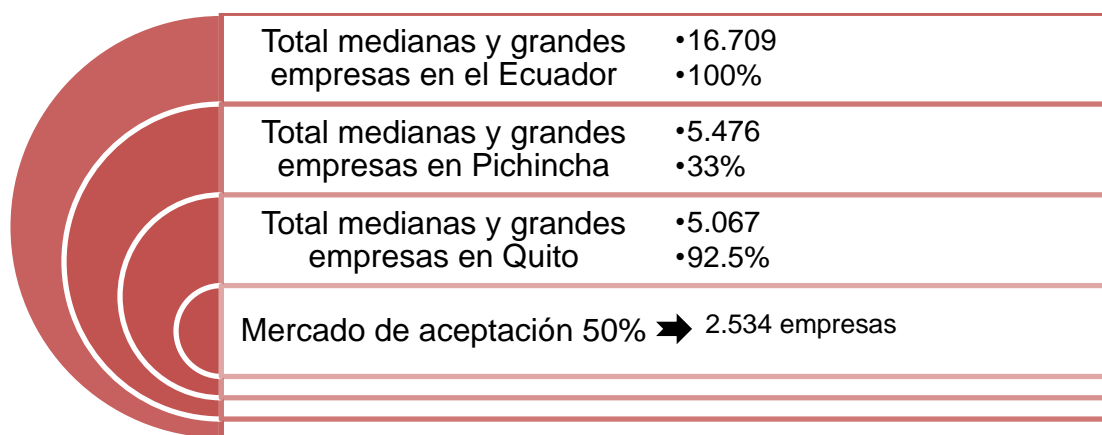 Total medianas y grandes
empresas en el Ecuador
•16.709
•100%
Total medianas y grandes
empresas en Pichincha
•5.476
•33%
Total medianas y grandes
empresas en Quito
•5.067
•92.5%
Mercado de aceptación 50% 2.534 empresas